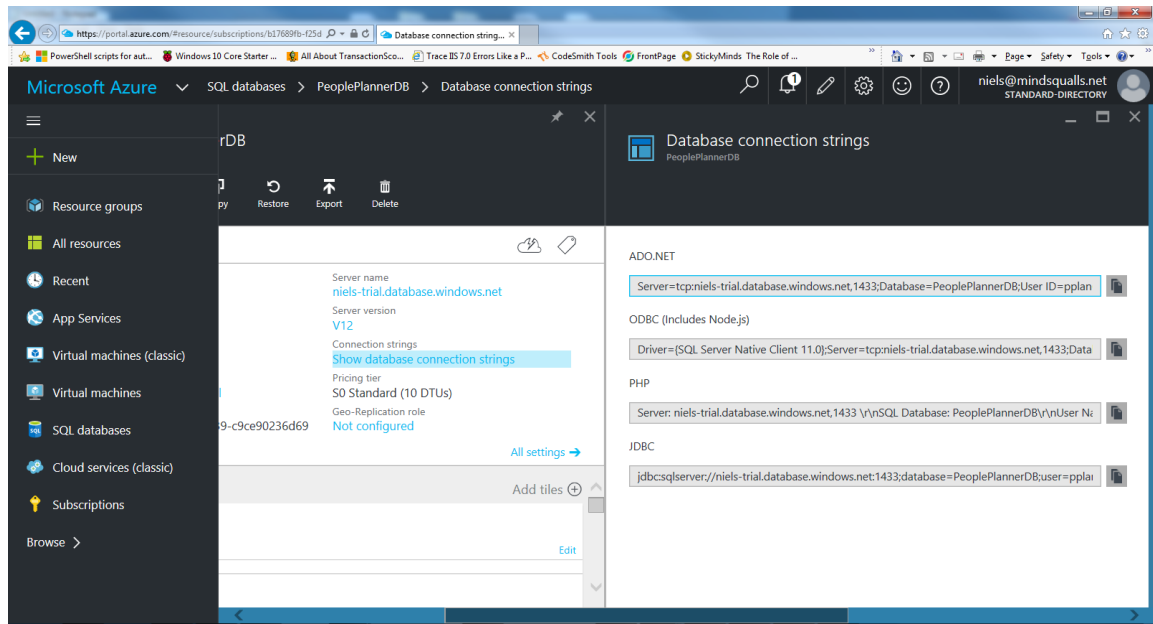 https://portal.azure.com/#resource/subscriptions/b17689fb-f25d
Database connection string...
PowerShell scripts for aut... Windows 10 Core Starter ... All About TransactionSco... Trace IIS 7.0 Errors Like a P... CodeSmith Tools FrontPage StickyMinds The Role of ... Page Safety Tools
Microsoft Azure SQL databases > PeoplePlannerDB > Database connection strings 1 niels@mindsqualls.net
STANDARD-DIRECTORY
New
Resource groups
All resources
Recent
App Services
Virtual machines (classic)
Virtual machines
SQL databases
Cloud services (classic)
Subscriptions
Browse >
rDB
py Restore Export Delete
Server name
niels-trial.database.windows.net
Server version
V12
Connection strings
Show database connection strings
Pricing tier
S0 Standard (10 DTUs)
Geo-Replication role
39-c9ce90236d69 Not configured
All settings →
Add tiles
Edit
Database connection strings
PeoplePlannerDB
ADO.NET
Server=tcp:niels-trial.database.windows.net,1433;Database=PeoplePlannerDB;User ID=pplan
ODBC (Includes Node.js)
Driver={SQL Server Native Client 11.0};Server=tcp:niels-trial.database.windows.net,1433;Data
PHP
Server: niels-trial.database.windows.net,1433 \r\nSQL Database: PeoplePlannerDB\r\nUser Na
JDBC
jdbc:sqlserver://niels-trial.database.windows.net:1433;database=PeoplePlannerDB;user=pplan